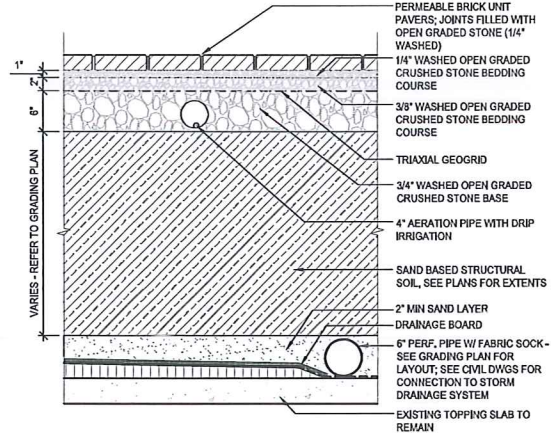 PERMEABLE BRICK UNIT
PAVERS; JOINTS FILLED WITH
OPEN GRADED STONE (1/4"
WASHED)
1/4" WASHED OPEN GRADED
CRUSHED STONE BEDDING
COURSE
3/8" WASHED OPEN GRADED
CRUSHED STONE BEDDING
COURSE
TRIAXIAL GEOGRID
3/4" WASHED OPEN GRADED
CRUSHED STONE BASE
4" AERATION PIPE WITH DRIP
IRRIGATION
SAND BASED STRUCTURAL
SOIL, SEE PLANS FOR EXTENTS
2" MIN SAND LAYER
DRAINAGE BOARD
6" PERF. PIPE W/ FABRIC SOCK -
SEE GRADING PLAN FOR
LAYOUT; SEE CIVIL DWGS FOR
CONNECTION TO STORM
DRAINAGE SYSTEM
EXISTING TOPPING SLAB TO
REMAIN
1"
2"
6"
VARIES - REFER TO GRADING PLAN